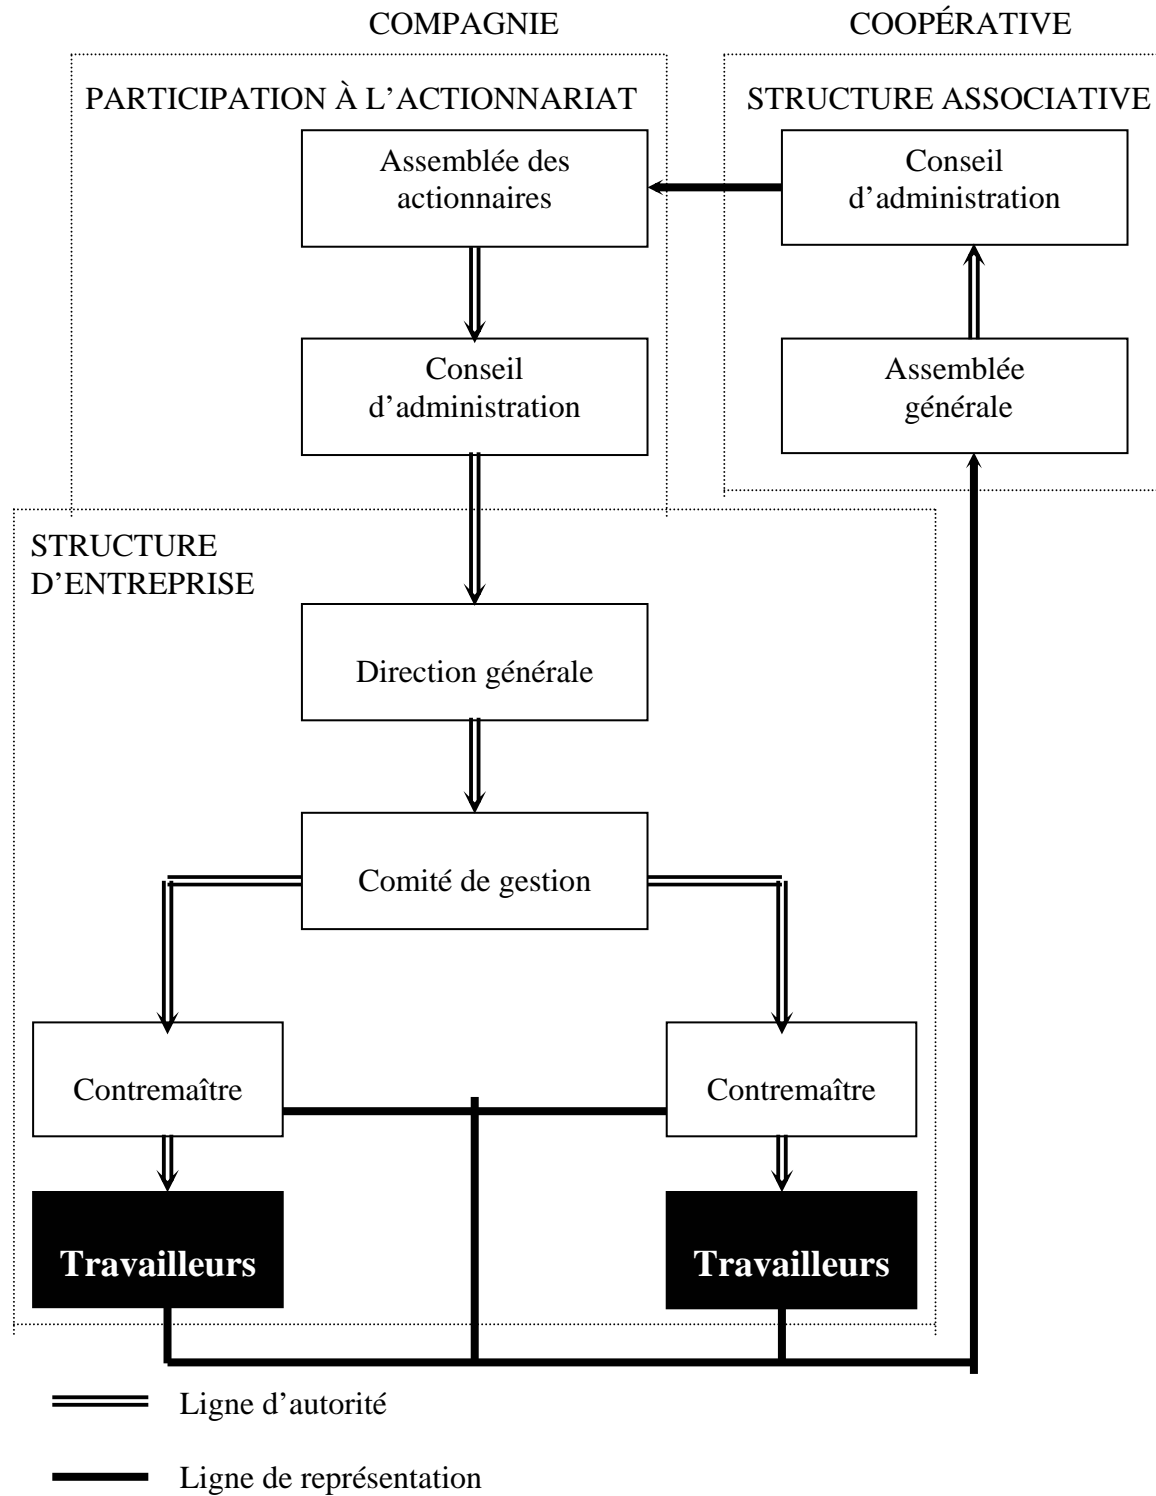 COMPAGNIE
COOPÉRATIVE
PARTICIPATION À L’ACTIONNARIAT
STRUCTURE ASSOCIATIVE
Assemblée des
actionnaires
Conseil
d’administration
Conseil
d’administration
Assemblée
générale
STRUCTURE
D’ENTREPRISE
Direction générale
Comité de gestion
Contremaître
Contremaître
Travailleurs
Travailleurs
Ligne d’autorité
Ligne de représentation